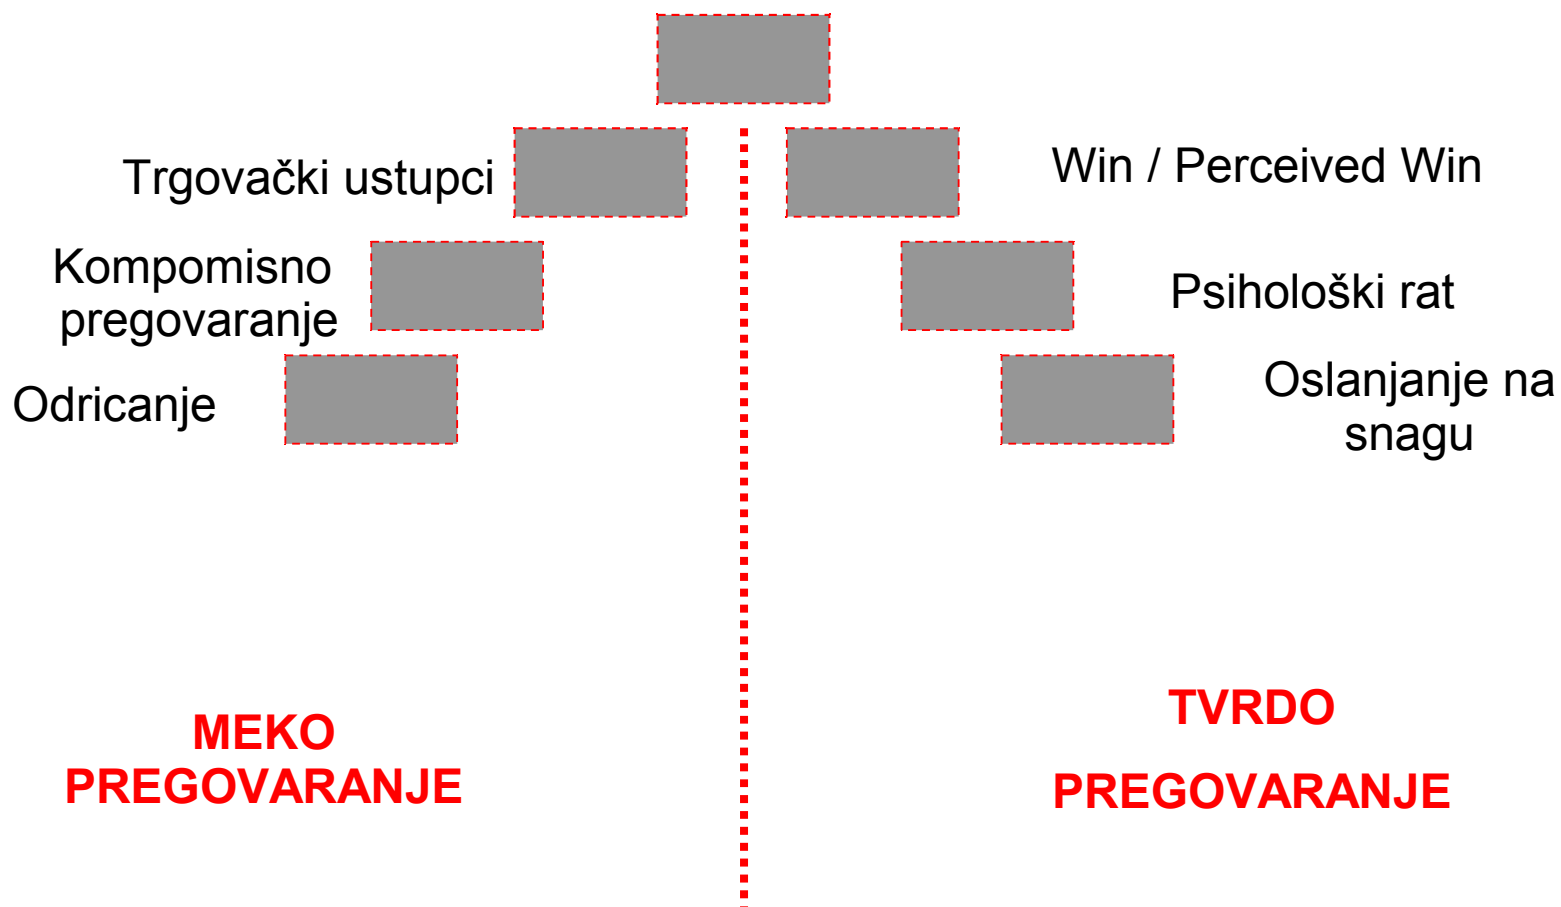 Trgovački ustupci
Win / Perceived Win
Kompomisno
pregovaranje
Psihološki rat
Odricanje
Oslanjanje na
snagu
MEKO
PREGOVARANJE
TVRDO
PREGOVARANJE